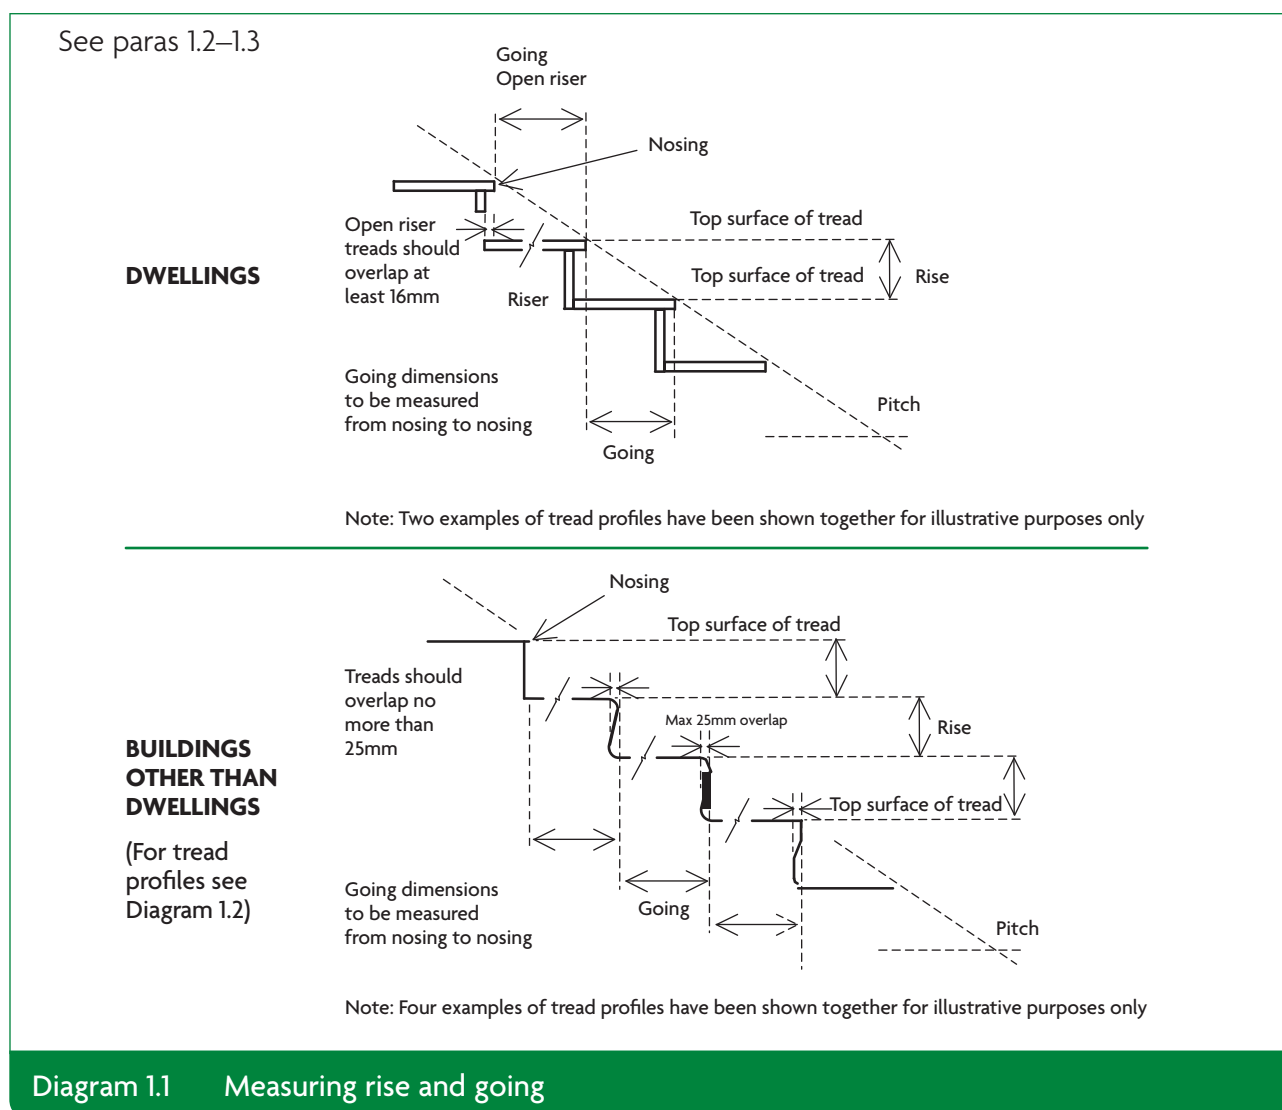 See paras 1.2–1.3
Going
Open riser
Nosing
Open riser
treads should
overlap at
least 16mm
Top surface of tread
DWELLINGS
Top surface of tread
Rise
Riser
Going dimensions
to be measured
from nosing to nosing
Pitch
Going
Note: Two examples of tread profiles have been shown together for illustrative purposes only
Nosing
Top surface of tread
Treads should
overlap no
more than
25mm
Max 25mm overlap
Rise
BUILDINGS
OTHER THAN
DWELLINGS
(For tread
profiles see
Diagram 1.2)
Top surface of tread
Going dimensions
to be measured
from nosing to nosing
Going
Pitch
Note: Four examples of tread profiles have been shown together for illustrative purposes only
Diagram 1.1 Measuring rise and going